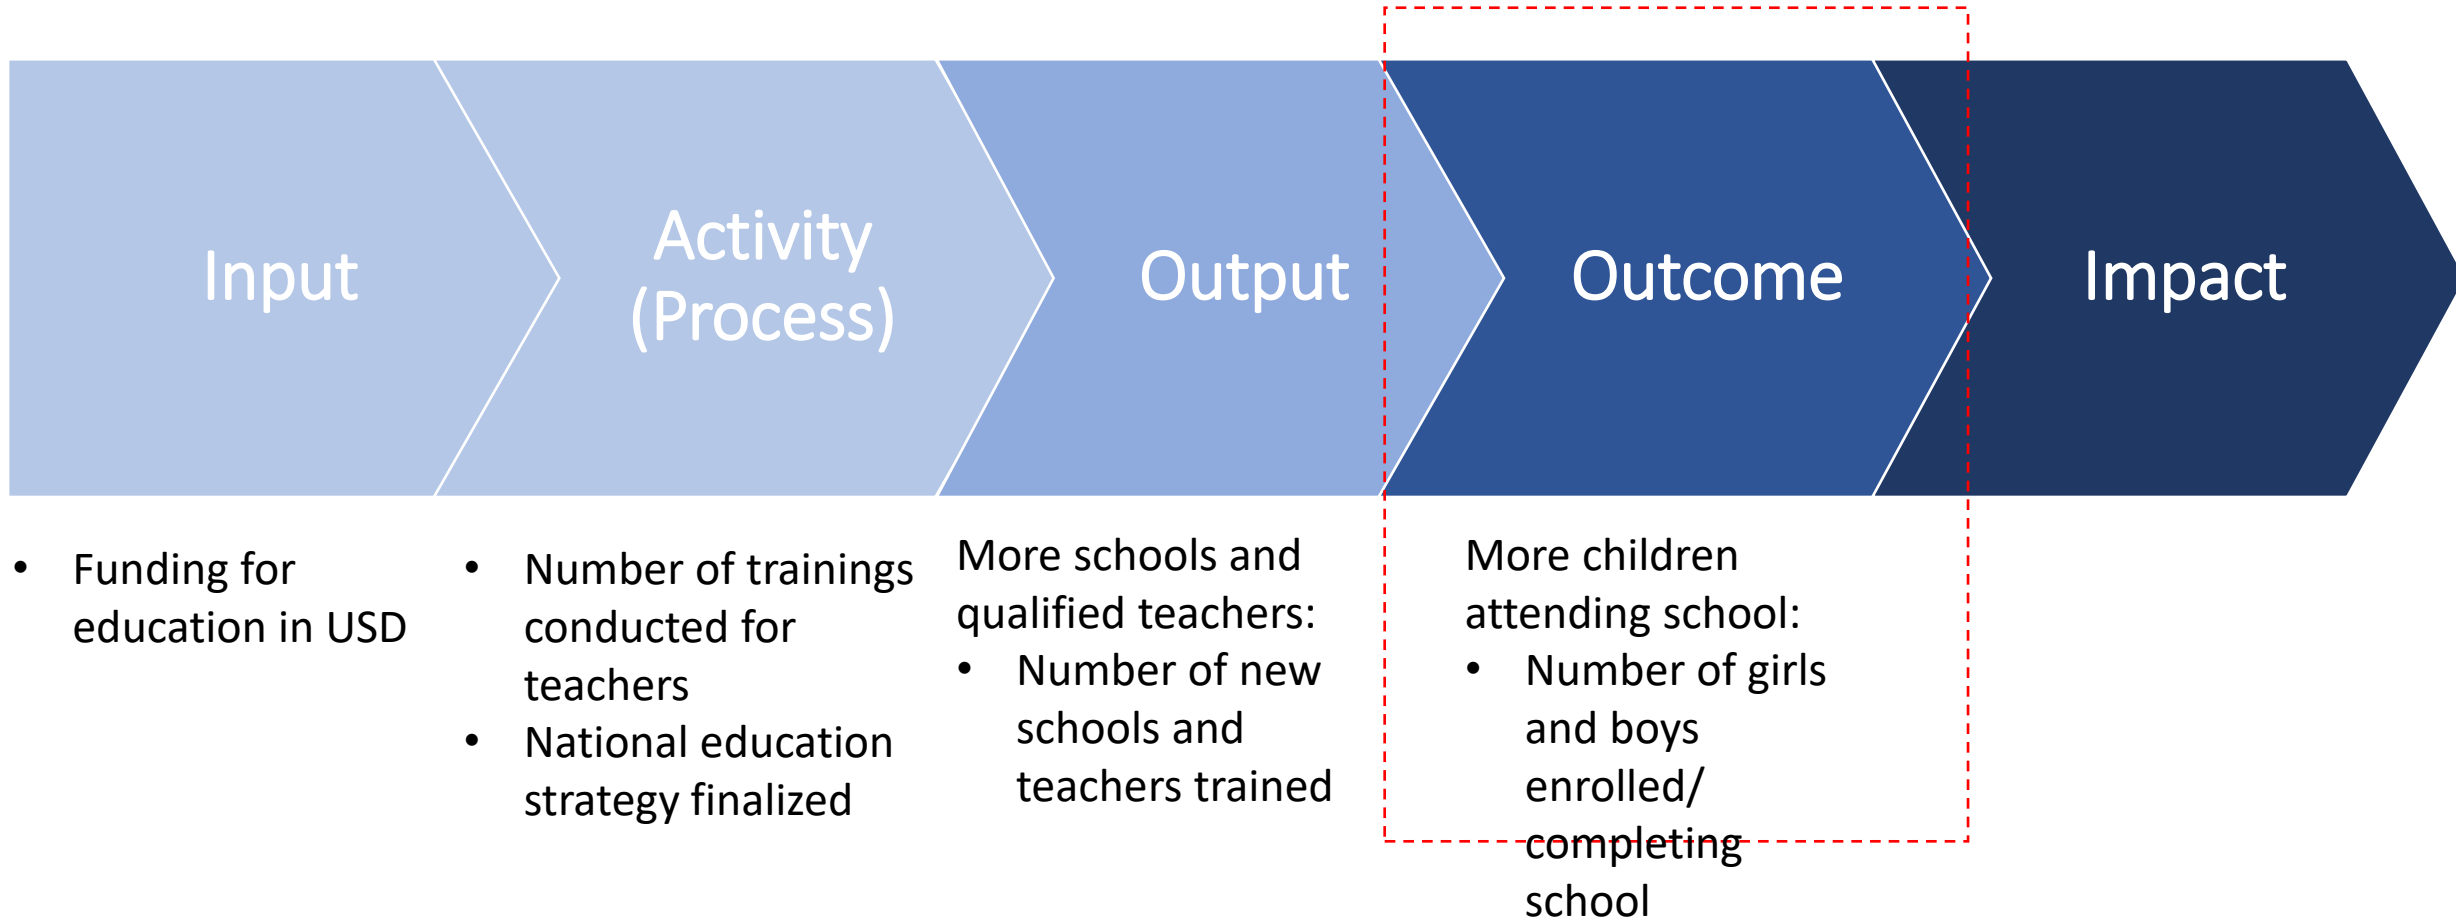 Input
Activity
(Process)
Output
Outcome
Impact
• Funding for
education in USD
• Number of trainings
conducted for
teachers
• National education
strategy finalized
More schools and
qualified teachers:
• Number of new
schools and
teachers trained
More children
attending school:
• Number of girls
and boys
enrolled/
completing
school